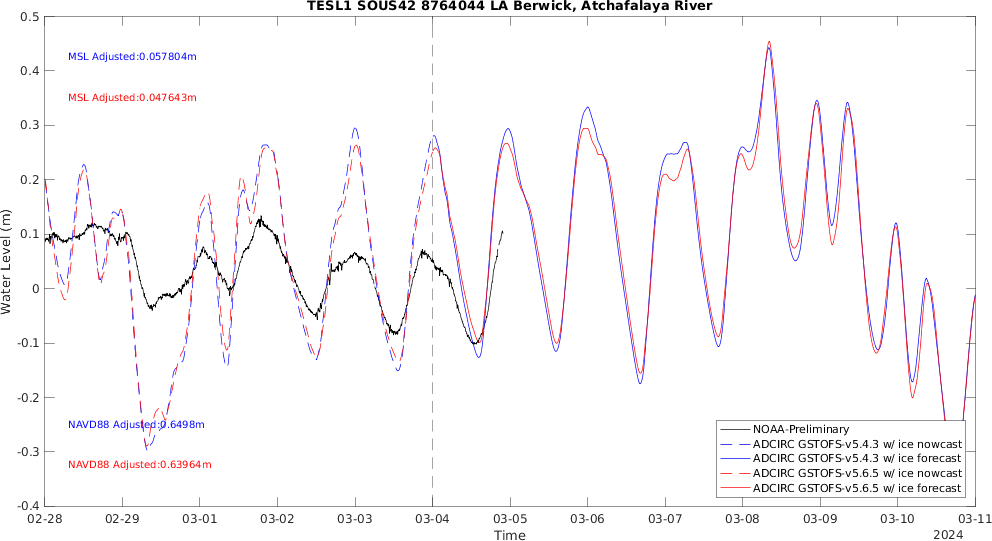 TESL1 SOUS42 8764044 LA Berwick, Atchafalaya River
0.5
MSL Adjusted:0.057804m
0.4
MSL Adjusted:0.047643m
0.3
0.2
0.1
Water Level (m)
0
-0.1
-0.2
NAVD88 Adjusted:0.6498m
NOAA-Preliminary
ADCIRC GSTOFS-v5.4.3 w/ ice nowcast
-0.3
ADCIRC GSTOFS-v5.4.3 w/ ice forecast
NAVD88 Adjusted:0.63964m
ADCIRC GSTOFS-v5.6.5 w/ ice nowcast
ADCIRC GSTOFS-v5.6.5 w/ ice forecast
-0.4
02-28 02-29 03-01 03-02 03-03 03-04 03-05 03-06 03-07 03-08 03-09 03-10 03-11
Time
2024